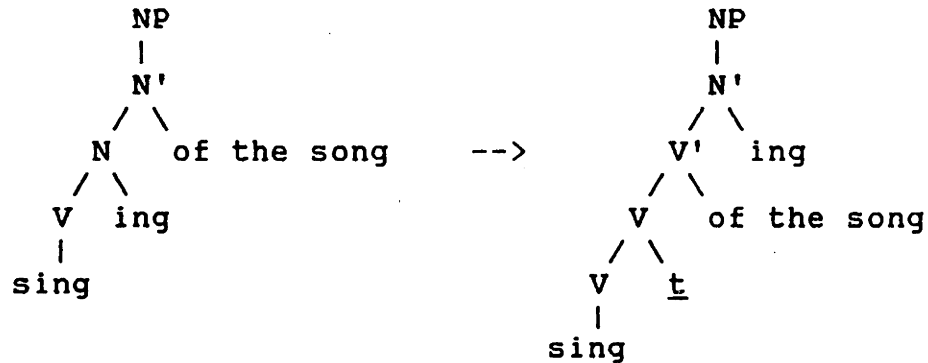 NP NP
N' N'
N of the song --> V' ing
V ing V of the song
sing V t
sing